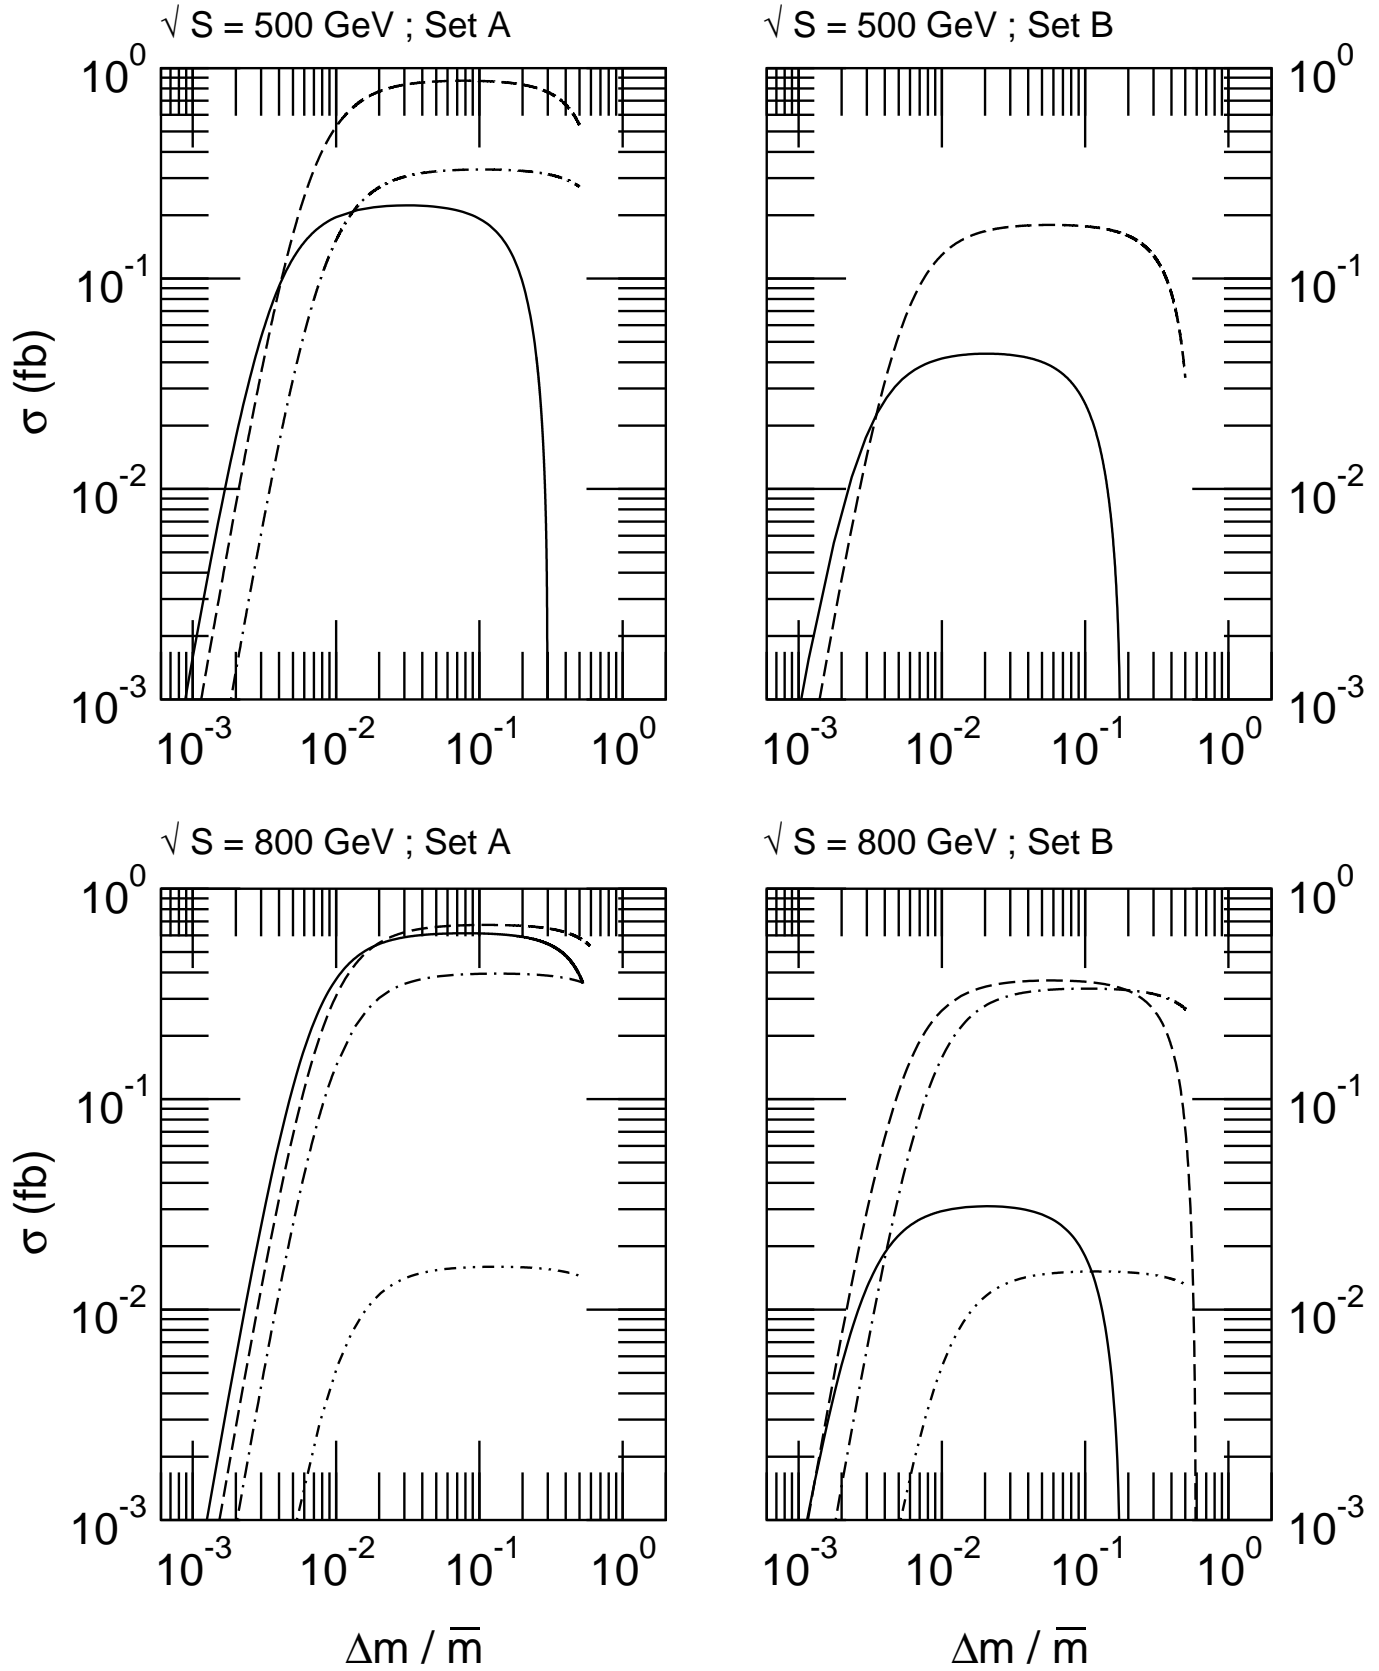 √ S = 500 GeV ; Set A
√ S = 500 GeV ; Set B
10^0
10^-1
10^-2
10^-3
σ (fb)
10^-3 10^-2 10^-1 10^0
10^0
10^-1
10^-2
10^-3
10^-3 10^-2 10^-1 10^0
√ S = 800 GeV ; Set A
√ S = 800 GeV ; Set B
10^0
10^-1
10^-2
10^-3
σ (fb)
10^-3 10^-2 10^-1 10^0
Δm / m̅
10^0
10^-1
10^-2
10^-3
10^-3 10^-2 10^-1 10^0
Δm / m̅